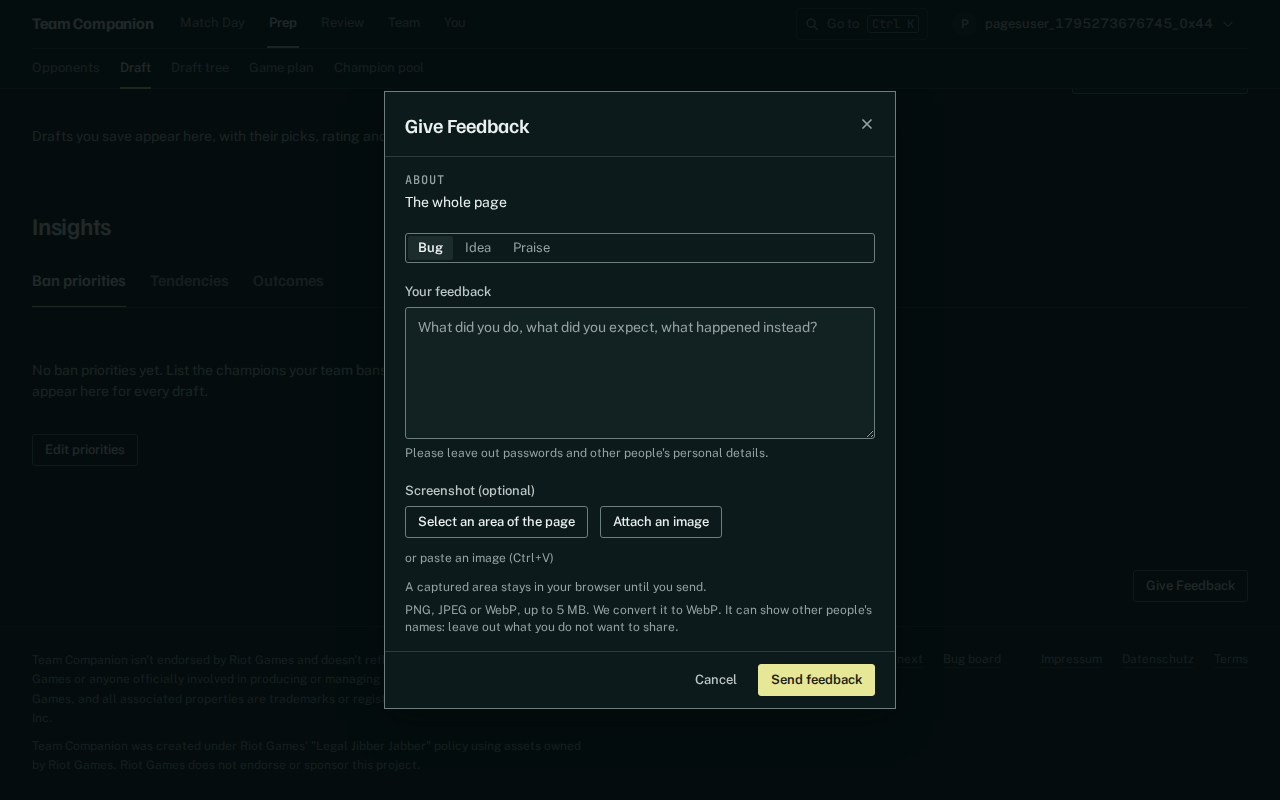 Team Companion Match Day Prep Review Team You Go to Ctrl K P pagesuser_1795273676745_0x44
Opponents Draft Draft tree Game plan Champion pool
Drafts you save appear here, with their picks, rating and
Insights
Ban priorities Tendencies Outcomes
No ban priorities yet. List the champions your team bans
appear here for every draft.
Edit priorities
Give Feedback
ABOUT
The whole page
Bug Idea Praise
Your feedback
What did you do, what did you expect, what happened instead?
Please leave out passwords and other people's personal details.
Screenshot (optional)
Select an area of the page Attach an image
or paste an image (Ctrl+V)
A captured area stays in your browser until you send.
PNG, JPEG or WebP, up to 5 MB. We convert it to WebP. It can show other people's
names: leave out what you do not want to share.
Cancel Send feedback
Give Feedback
Team Companion isn't endorsed by Riot Games and doesn't
Games or anyone officially involved in producing or managing
Games, and all associated properties are trademarks or
Inc.
Team Companion was created under Riot Games' "Legal Jibber Jabber" policy using assets owned
by Riot Games. Riot Games does not endorse or sponsor this project.
next Bug board Impressum Datenschutz Terms